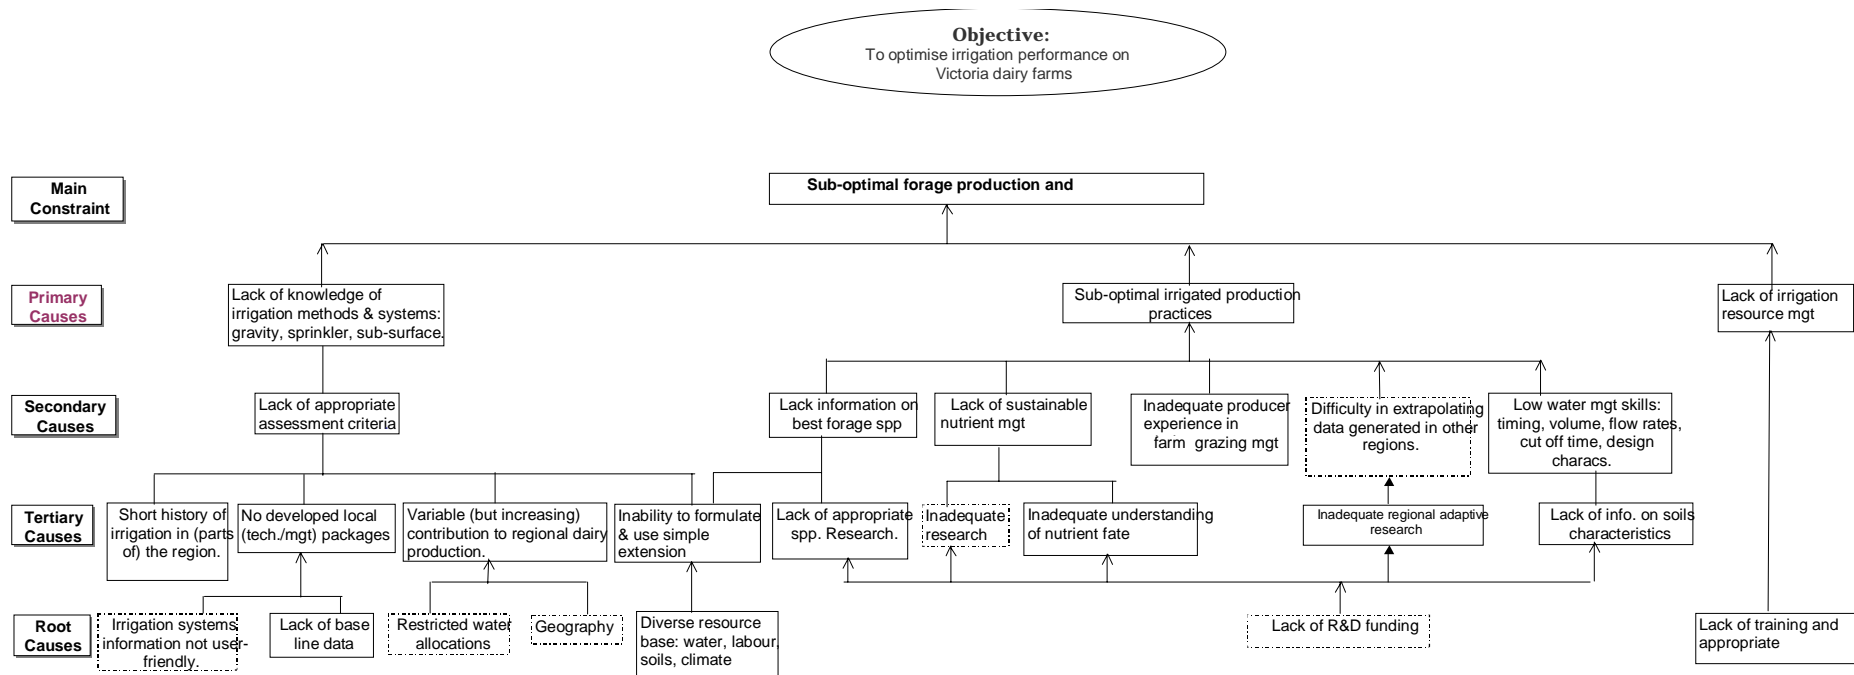 Objective:
To optimise irrigation performance on
Victoria dairy farms
Main
Constraint
Sub-optimal forage production and
Primary
Causes
Lack of knowledge of
irrigation methods & systems:
gravity, sprinkler, sub-surface.
Sub-optimal irrigated production
practices
Lack of irrigation
resource mgt
Secondary
Causes
Lack of appropriate
assessment criteria
Lack information on
best forage spp
Lack of sustainable
nutrient mgt
Inadequate producer
experience in
farm grazing mgt
Difficulty in extrapolating
data generated in other
regions.
Low water mgt skills:
timing, volume, flow rates,
cut off time, design
characs.
Tertiary
Causes
Short history of
irrigation in (parts
of) the region.
No developed local
(tech./mgt) packages
Variable (but increasing)
contribution to regional dairy
production.
Inability to formulate
& use simple
extension
Lack of appropriate
spp. Research.
Inadequate
research
Inadequate understanding
of nutrient fate
Inadequate regional adaptive
research
Lack of info. on soils
characteristics
Root
Causes
Irrigation systems
information not user-
friendly.
Lack of base
line data
Restricted water
allocations
Geography
Diverse resource
base: water, labour,
soils, climate
Lack of R&D funding
Lack of training and
appropriate